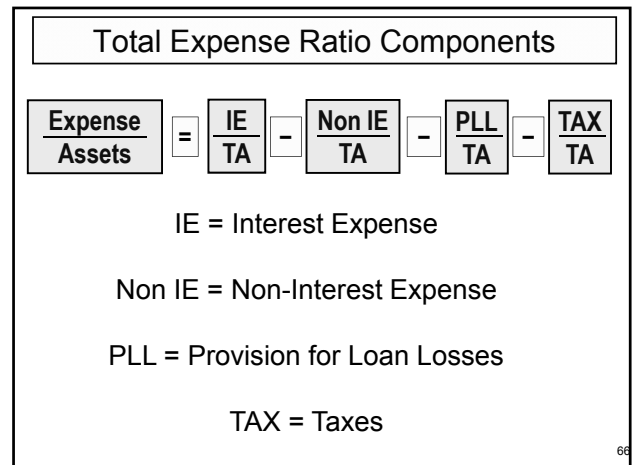 Total Expense Ratio Components
Expense IE Non IE PLL TAX
= – – –
Assets TA TA TA TA
IE = Interest Expense
Non IE = Non-Interest Expense
PLL = Provision for Loan Losses
TAX = Taxes
66